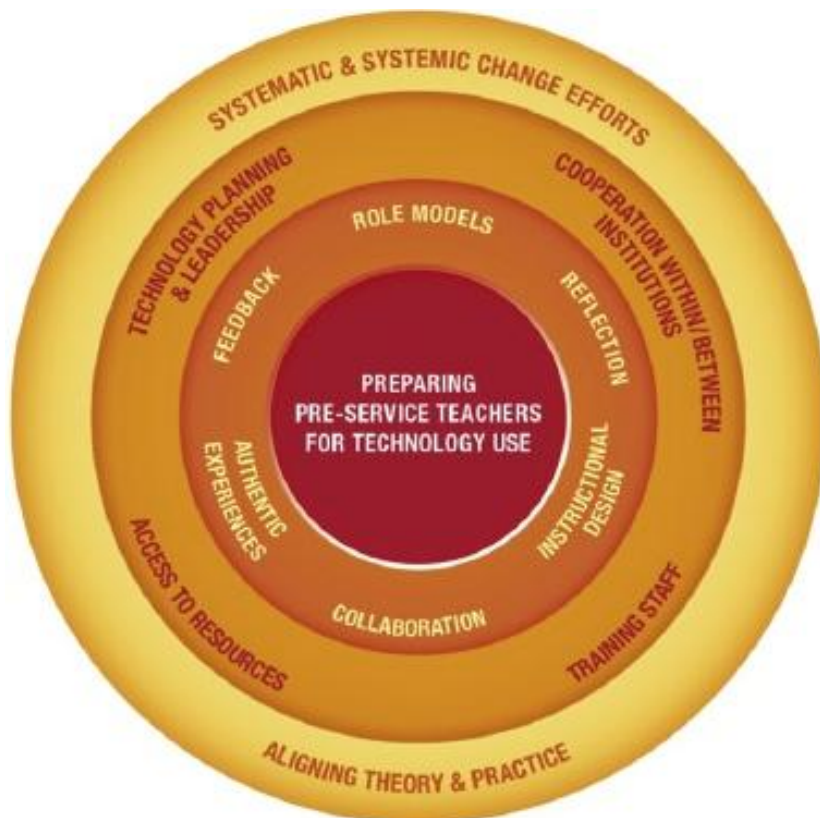 SYSTEMATIC & SYSTEMIC CHANGE EFFORTS
TECHNOLOGY PLANNING
& LEADERSHIP
COOPERATION WITHIN/BETWEEN
INSTITUTIONS
ROLE MODELS
FEEDBACK
REFLECTION
PREPARING
PRE-SERVICE TEACHERS
FOR TECHNOLOGY USE
AUTHENTIC
EXPERIENCES
INSTRUCTIONAL
DESIGN
COLLABORATION
ACCESS TO RESOURCES
TRAINING STAFF
ALIGNING THEORY & PRACTICE